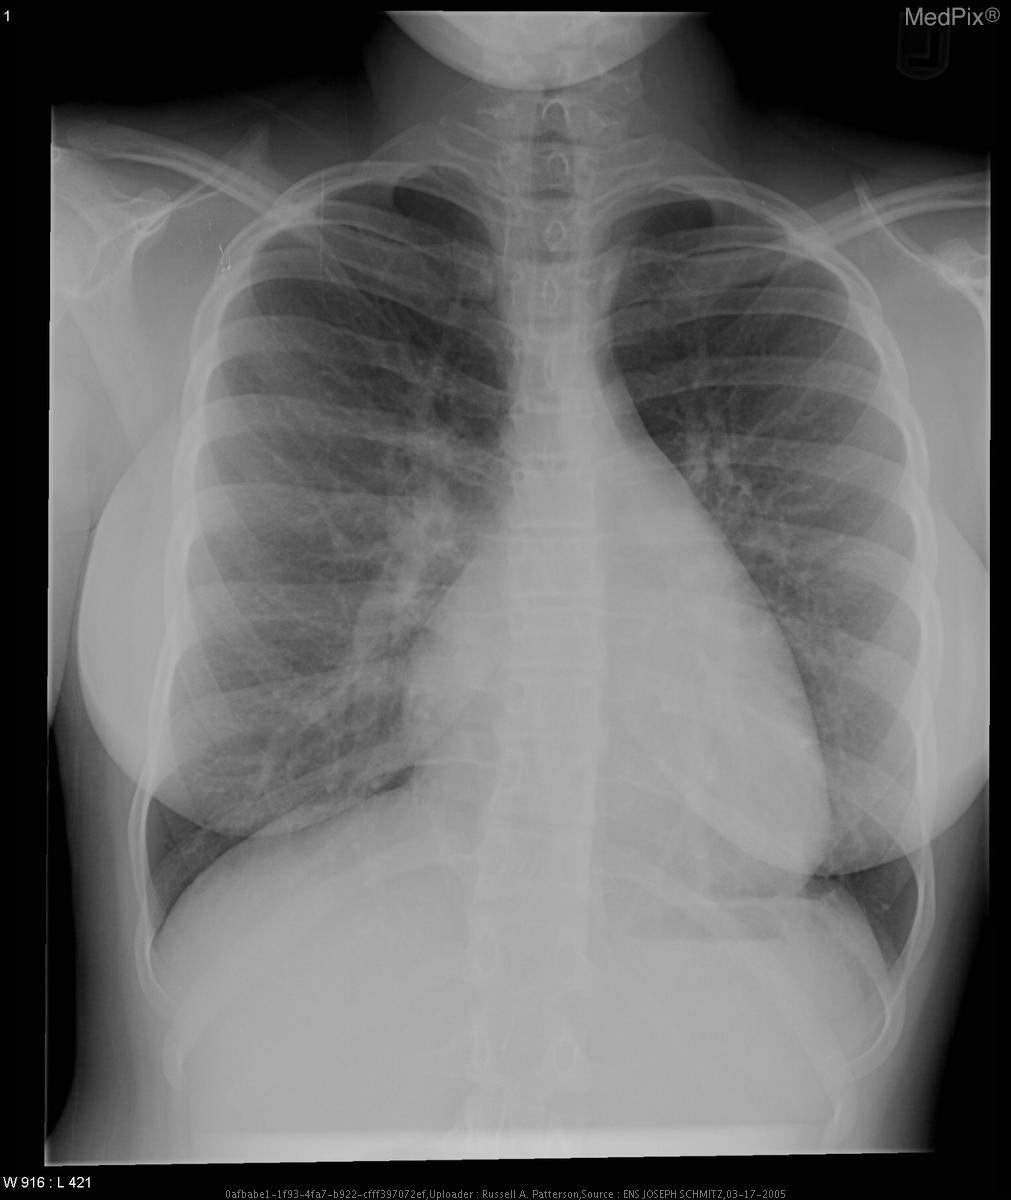 1
MedPix®
L
W 916 : L 421
0afbabe1-1f93-4fa7-b922-cfff397072ef,Uploader : Russell A. Patterson,Source : ENS JOSEPH SCHMITZ,03-17-2005